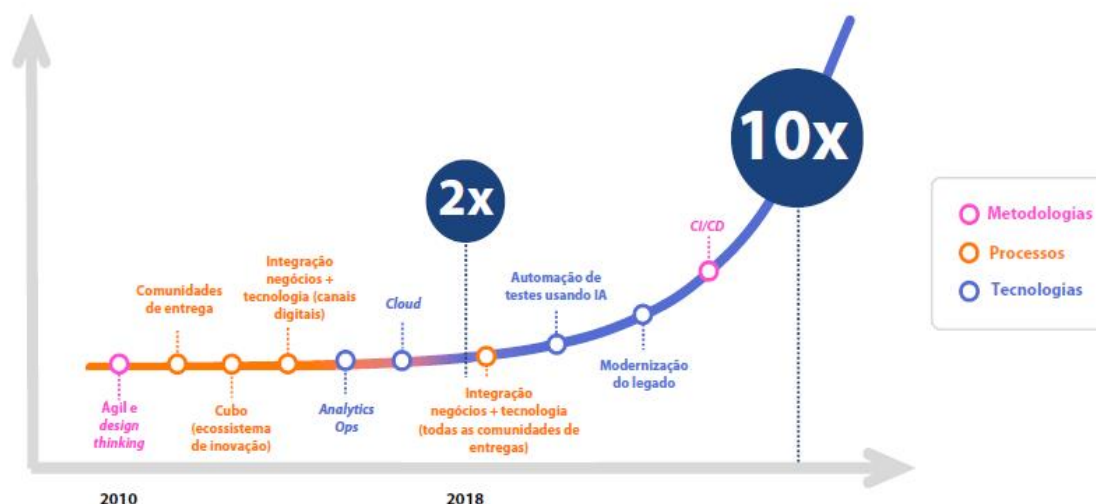 10x
2x
Metodologias
Processos
Tecnologias
CI/CD
Integração
negócios +
tecnologia (canais
digitais)
Automação de
testes usando IA
Comunidades
de entrega
Cloud
Modernização
do legado
Ágil e
design
thinking
Cubo
(ecossistema
de inovação)
Analytics
Ops
Integração
negócios + tecnologia
(todas as comunidades de
entregas)
2010
2018